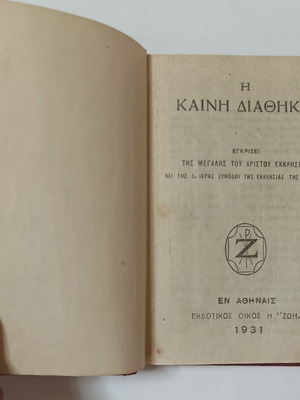 Η
ΚΑΙΝΗ ΔΙΑΘΗΚ
ΕΓΚΡΙΣΕΙ
ΤΗΣ ΜΕΓΑΛΗΣ ΤΟΥ ΧΡΙΣΤΟΥ ΕΚΚΛΗΣΙ
ΚΑΙ ΤΗΣ Δ. ΙΕΡΑΣ ΣΥΝΟΔΟΥ ΤΗΣ ΕΚΚΛΗΣΙΑΣ ΤΗΣ
Ζ
ΕΝ ΑΘΗΝΑΙΣ
ΕΚΔΟΤΙΚΟΣ ΟΙΚΟΣ Η "ΖΩΗ
1931